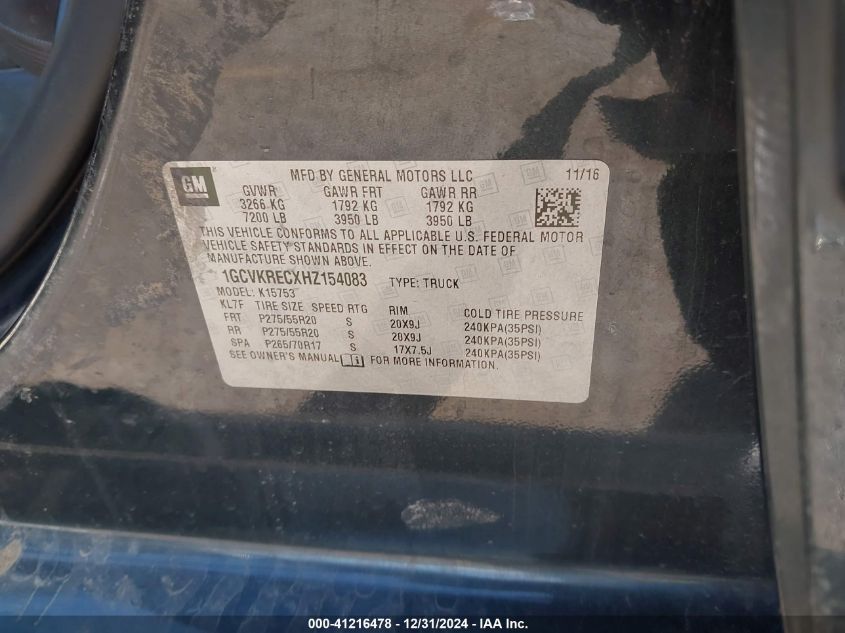 GM
MFD BY GENERAL MOTORS LLC 11/16
GVWR GAWR FRT GAWR RR
3266 KG 1792 KG 1792 KG
7200 LB 3950 LB 3950 LB
THIS VEHICLE CONFORMS TO ALL APPLICABLE U.S. FEDERAL MOTOR
VEHICLE SAFETY STANDARDS IN EFFECT ON THE DATE OF
MANUFACTURE SHOWN ABOVE.
1GCVKRECXHZ154083 TYPE: TRUCK
MODEL: K15753
KL7F TIRE SIZE SPEED RTG RIM COLD TIRE PRESSURE
FRT P275/55R20 S 20X9J 240KPA(35PSI)
RR P275/55R20 S 20X9J 240KPA(35PSI)
SPA P265/70R17 S 17X7.5J 240KPA(35PSI)
SEE OWNER'S MANUAL FOR MORE INFORMATION.
000-41216478 - 12/31/2024 - IAA Inc.